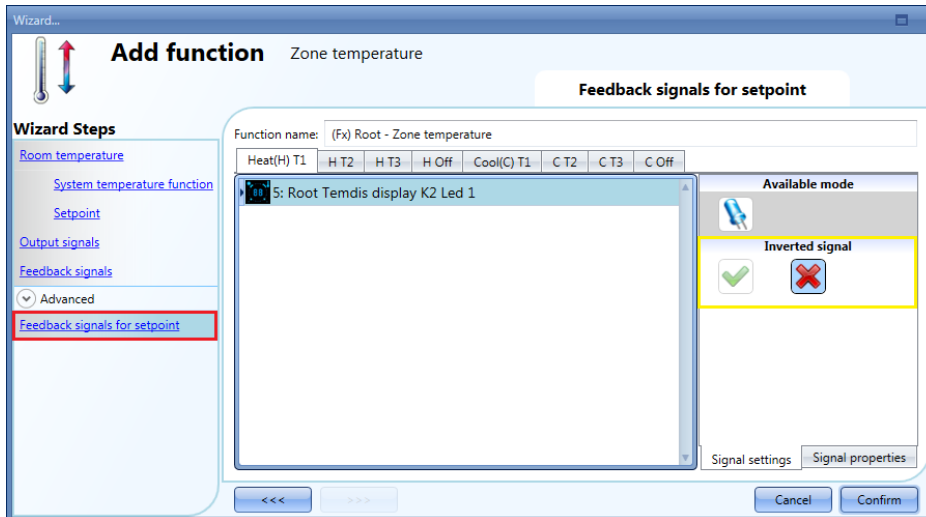 Wizard...
Add function Zone temperature
Feedback signals for setpoint
Wizard Steps
Room temperature
System temperature function
Setpoint
Output signals
Feedback signals
Advanced
Feedback signals for setpoint
Function name: (Fx) Root - Zone temperature
Heat(H) T1 H T2 H T3 H Off Cool(C) T1 C T2 C T3 C Off
5: Root Temdis display K2 Led 1
Available mode
Inverted signal
Signal settings Signal properties
<<< >>> Cancel Confirm